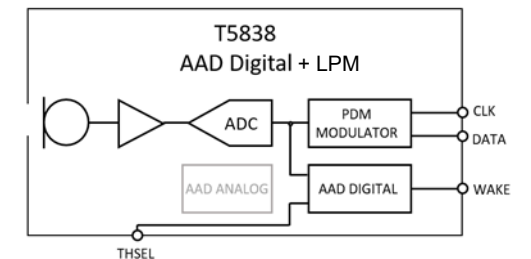 T5838
AAD Digital + LPM
ADC
PDM
MODULATOR
CLK
DATA
AAD ANALOG
AAD DIGITAL
WAKE
THSEL